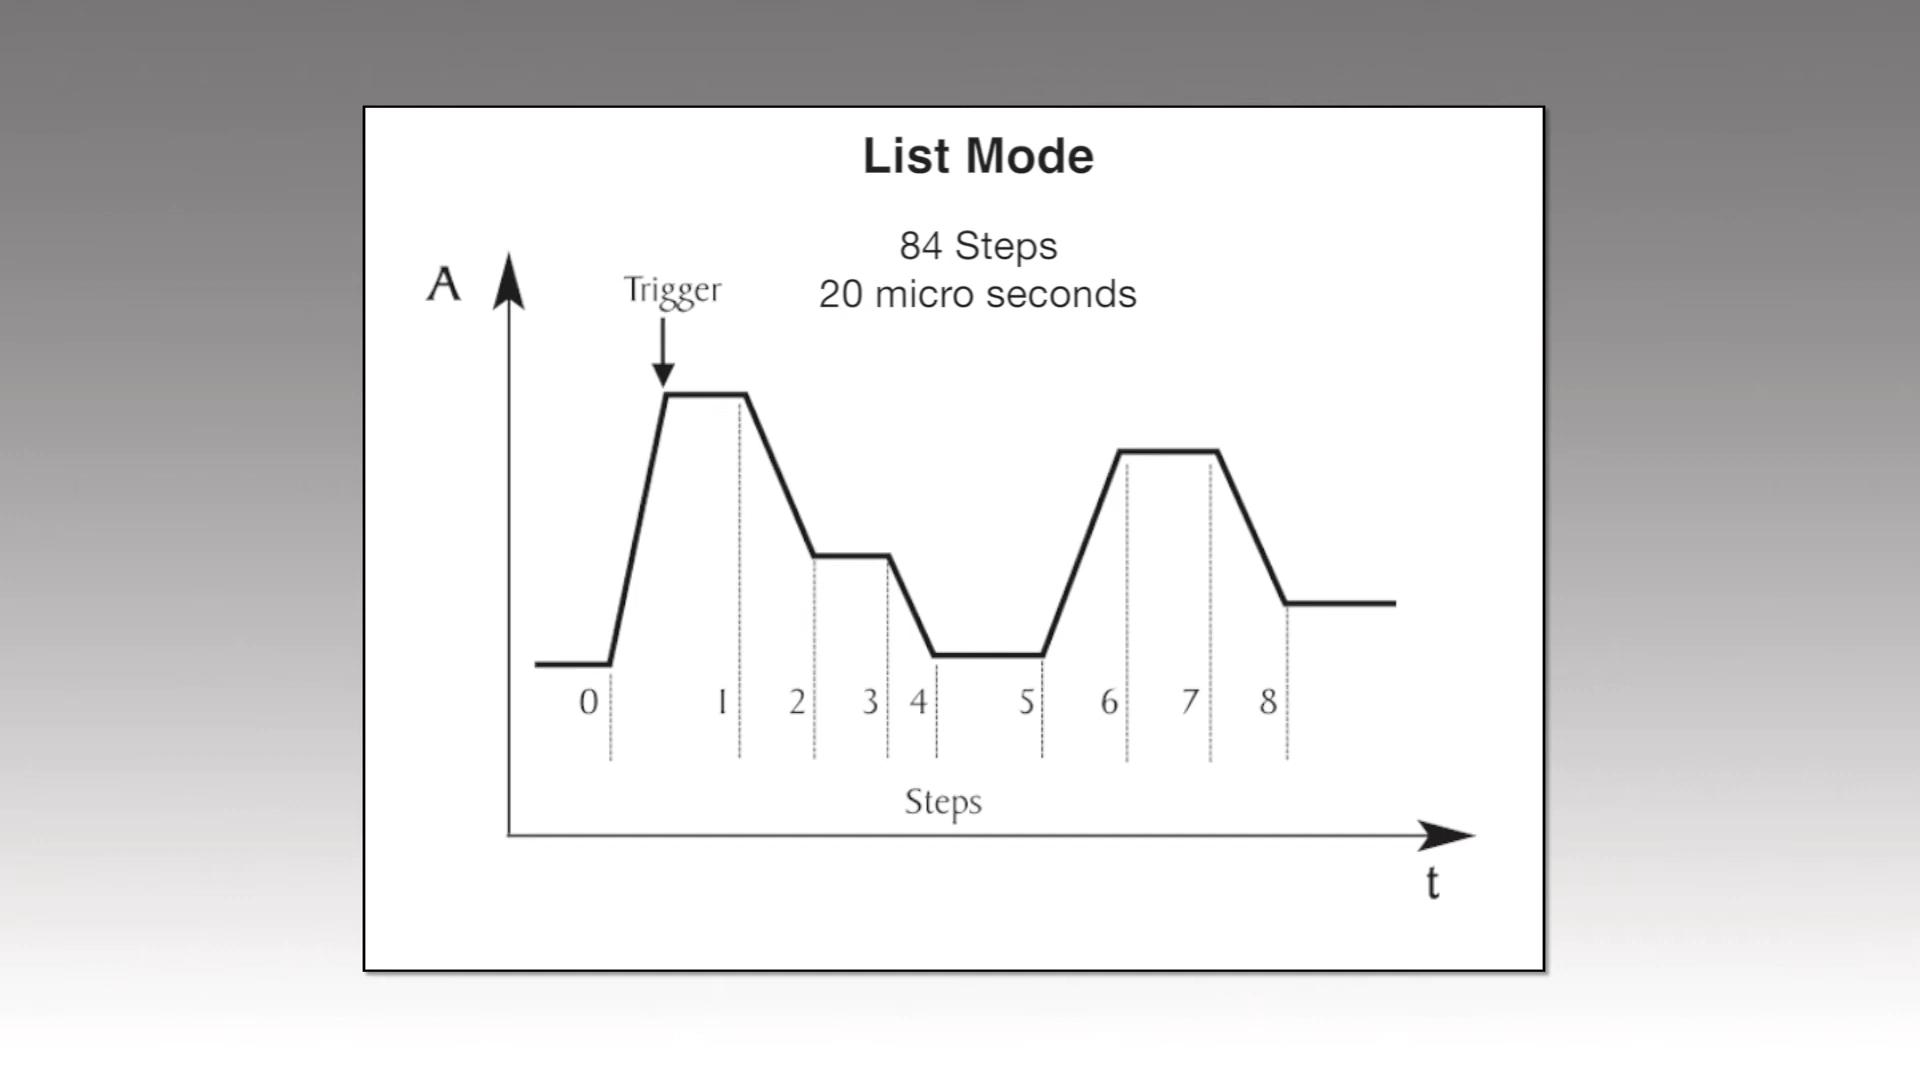 List Mode
84 Steps
20 micro seconds
A
Trigger
0 1 2 3 4 5 6 7 8
Steps
t